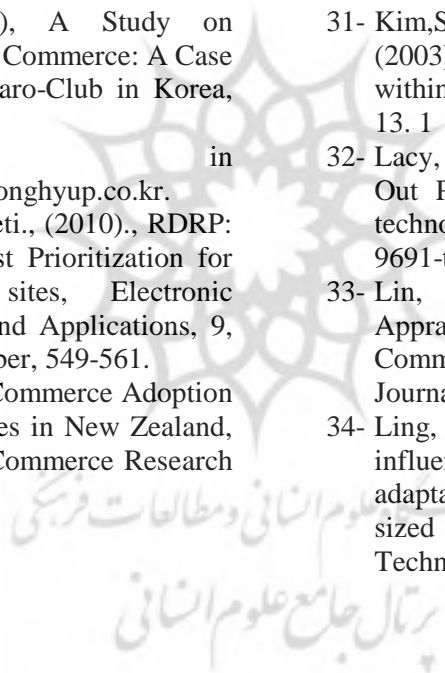 ), A Study on
Commerce: A Case
aro-Club in Korea,
in
onghyup.co.kr.
eti., (2010)., RDRP:
st Prioritization for
sites, Electronic
nd Applications, 9,
ber, 549-561.
Commerce Adoption
es in New Zealand,
Commerce Research
31- Kim,S
(2003)
within
13. 1
32- Lacy,
Out P
techno
9691-t
33- Lin,
Appra
Comm
Journa
34- Ling,
influen
adapta
sized
Techn
علوم انسانی و مطالعات فرهنگی
پرتال جامع علوم انسانی